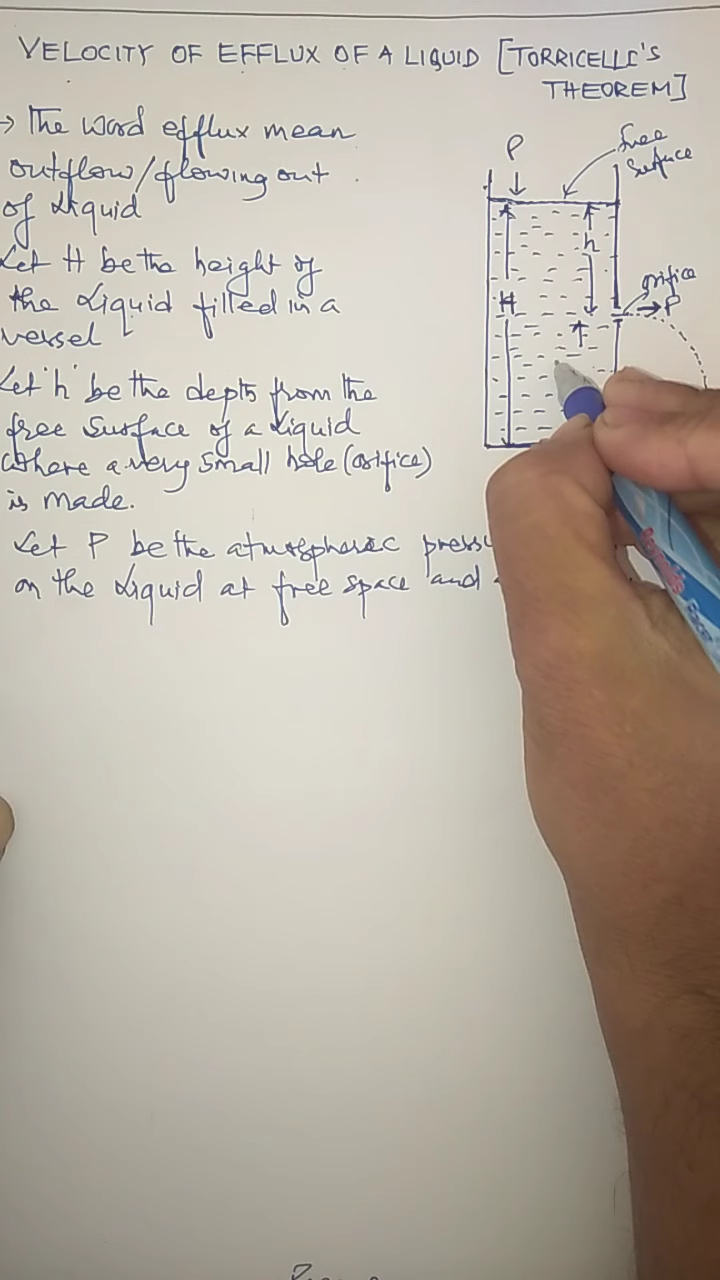 VELOCITY OF EFFLUX OF A LIQUID [TORRICELLI'S
THEOREM]
→ The word efflux mean
outflow/flowing out
of Liquid
Let H be the height of
the Liquid filled in a
vessel
Let 'h' be the depth from the
free surface of a Liquid
Where a very small hole (orifice)
is made.
Let P be the atmospheric
on the Liquid at free space and
P
free
surface
h
H
orifice
P